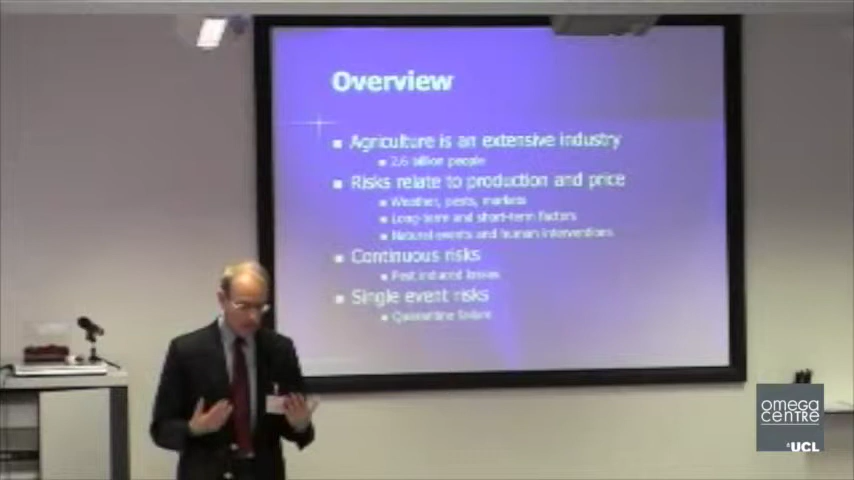 Overview
Agriculture is an extensive industry
2.6 billion people
Risks relate to production and price
Weather, pests, markets
Long-term and short-term factors
Natural events and human interventions
Continuous risks
Pest induced losses
Single event risks
Quarantine failure
omega
centre
UCL